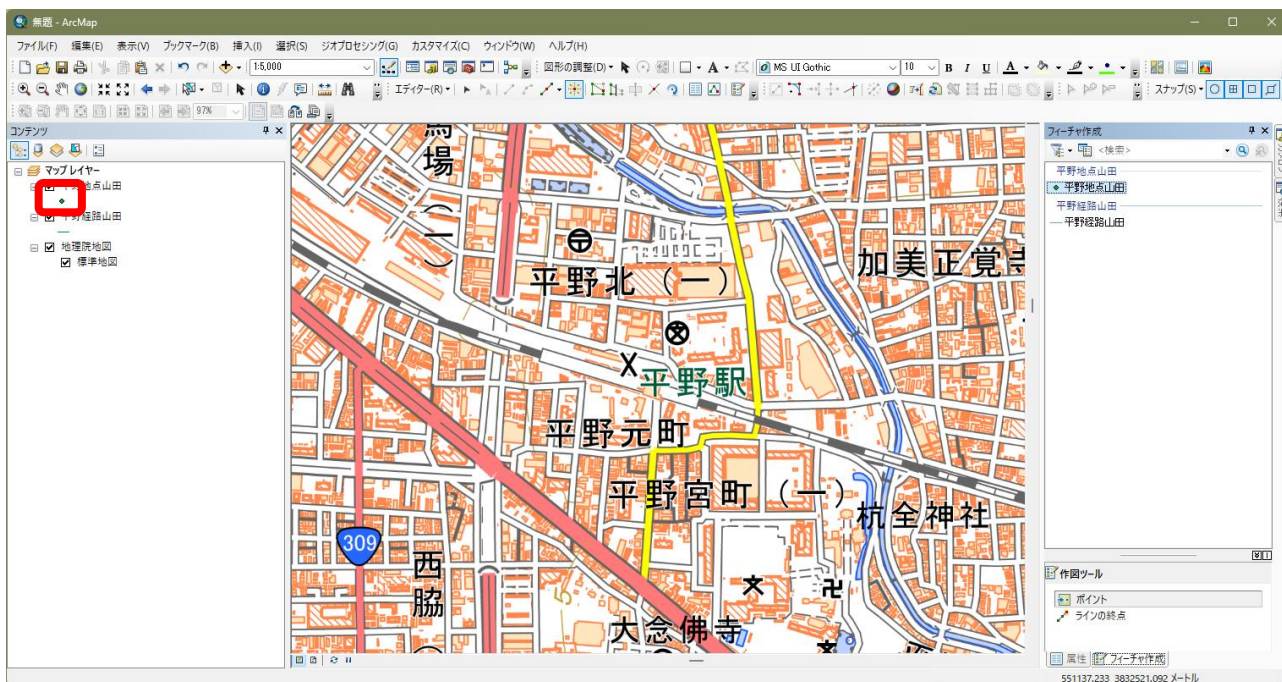 無題 - ArcMap
ファイル(F) 編集(E) 表示(V) ブックマーク(B) 挿入(I) 選択(S) ジオプロセシング(G) カスタマイズ(C) ウィンドウ(W) ヘルプ(H)
1:5,000 図形の調整(D) A MS UI Gothic 10 B I U A
エディター(R) スナップ(S)
97%
コンテンツ
マップ レイヤー
地点山田
平野経路山田
地理院地図
標準地図
馬場(一)
平野北(一)
加美正覚寺
平野駅
平野元町
平野宮町(一)
杭全神社
309
西脇
大念佛寺
フィーチャ作成
<検索>
平野地点山田
平野地点山田
平野経路山田
平野経路山田
作図ツール
ポイント
ラインの終点
属性 フィーチャ作成
551137.233 3832521.092 メートル